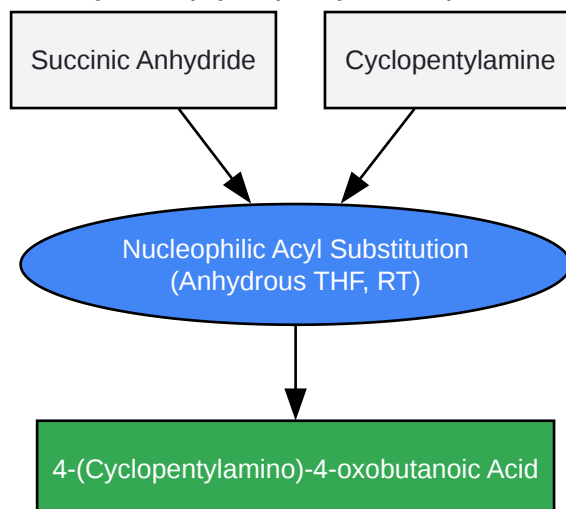 Succinic Anhydride
Cyclopentylamine
Nucleophilic Acyl Substitution
(Anhydrous THF, RT)
4-(Cyclopentylamino)-4-oxobutanoic Acid